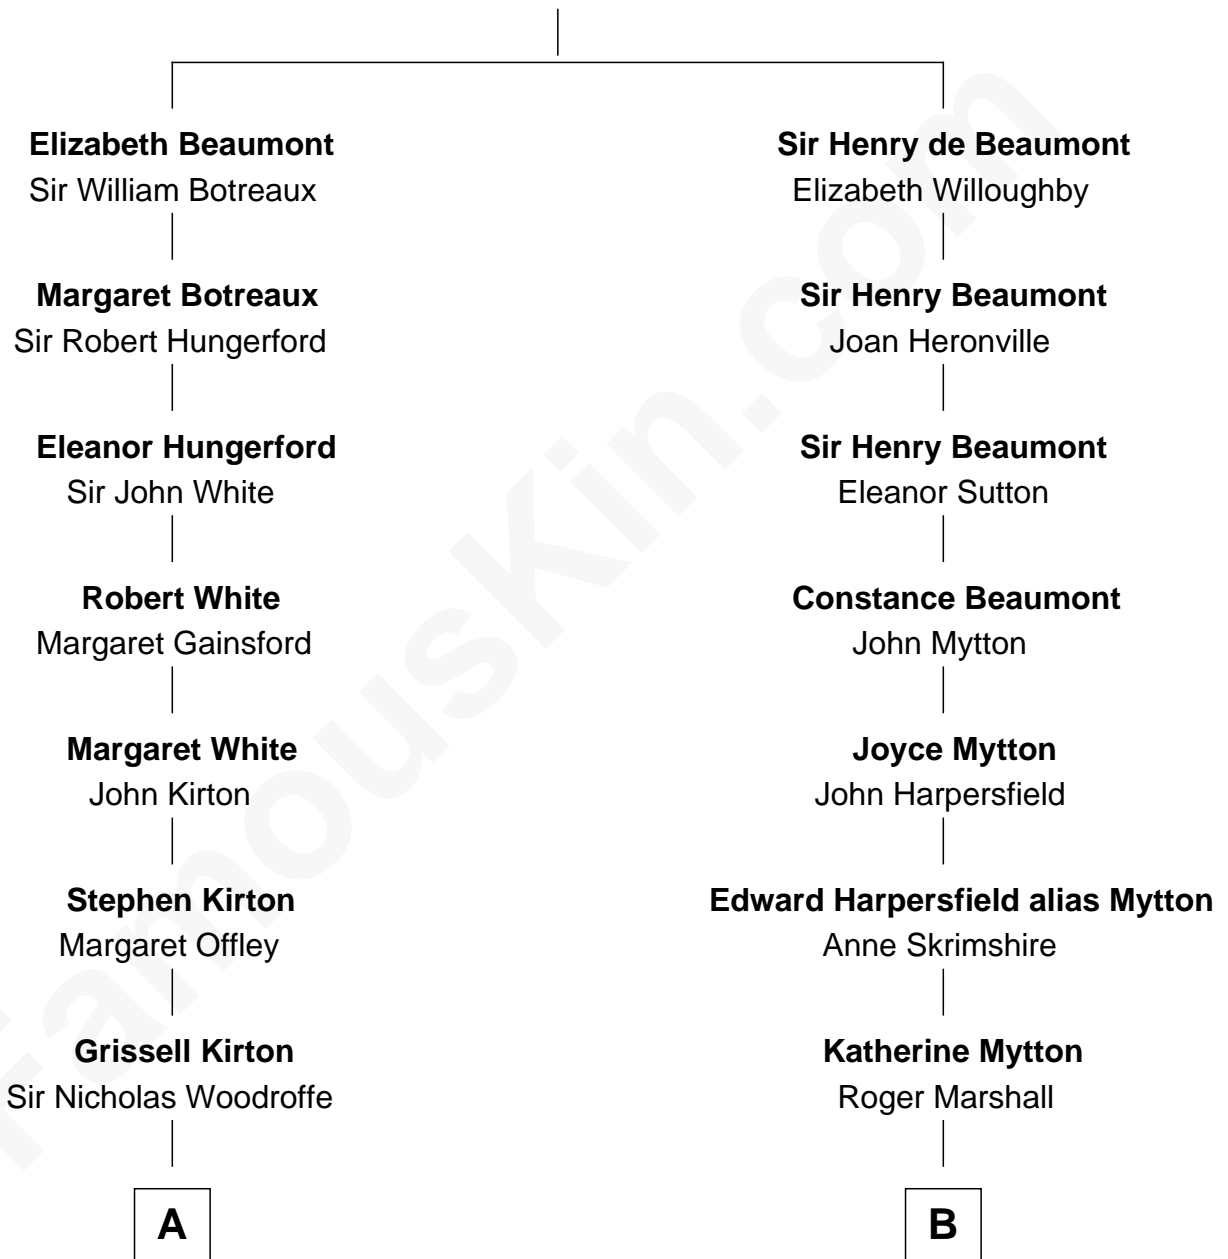 Elizabeth Beaumont
Sir William Botreaux
Margaret Botreaux
Sir Robert Hungerford
Eleanor Hungerford
Sir John White
Robert White
Margaret Gainsford
Margaret White
John Kirton
Stephen Kirton
Margaret Offley
Grissell Kirton
Sir Nicholas Woodroffe
A
Sir Henry de Beaumont
Elizabeth Willoughby
Sir Henry Beaumont
Joan Heronville
Sir Henry Beaumont
Eleanor Sutton
Constance Beaumont
John Mytton
Joyce Mytton
John Harpersfield
Edward Harpersfield alias Mytton
Anne Skrimshire
Katherine Mytton
Roger Marshall
B
FamousKin.com